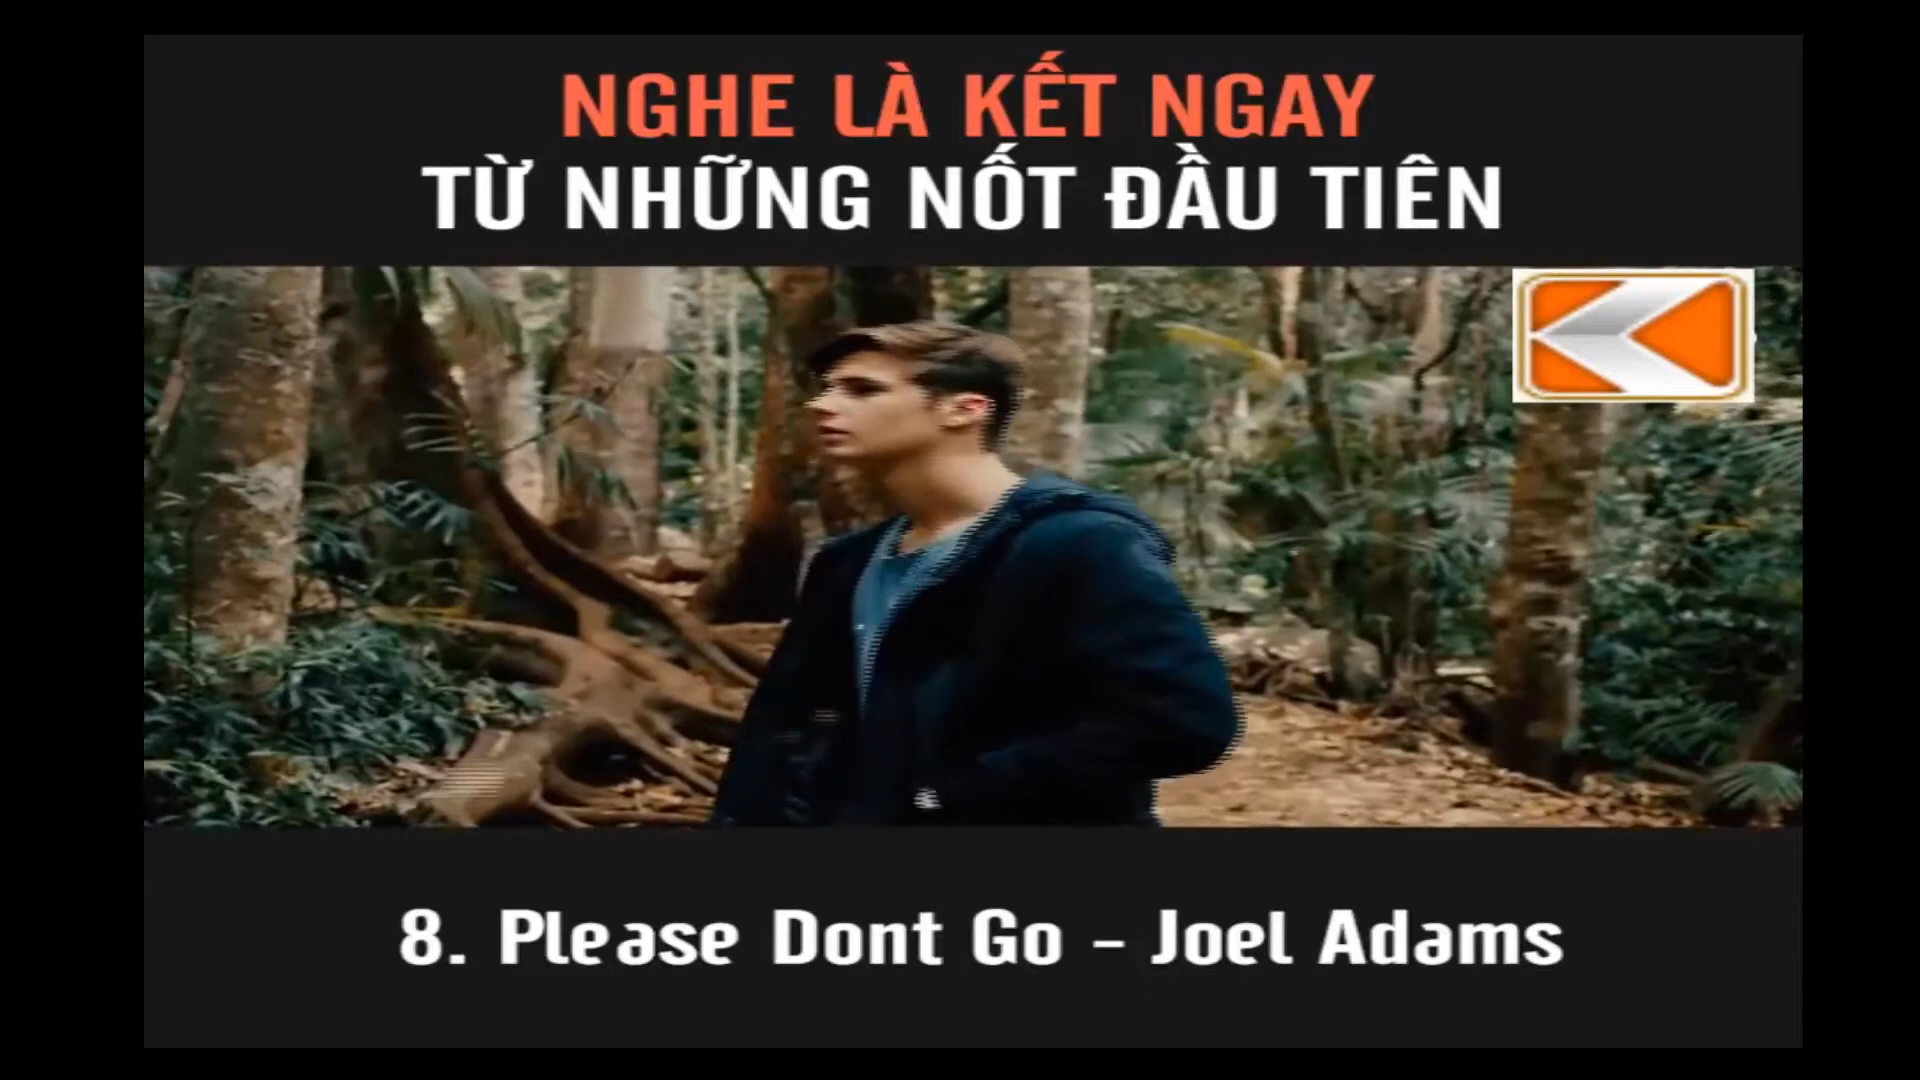 NGHE LÀ KẾT NGAY
TỪ NHỮNG NỐT ĐẦU TIÊN
8. Please Dont Go - Joel Adams